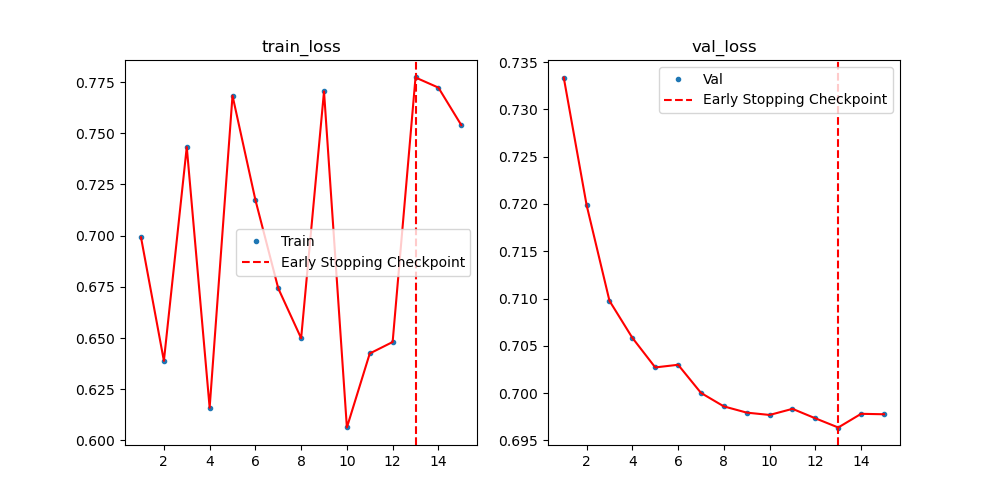 train_loss
0.775
0.750
0.725
0.700
0.675
0.650
0.625
0.600
Train
Early Stopping Checkpoint
2 4 6 8 10 12 14
val_loss
0.735
0.730
0.725
0.720
0.715
0.710
0.705
0.700
0.695
Val
Early Stopping Checkpoint
2 4 6 8 10 12 14